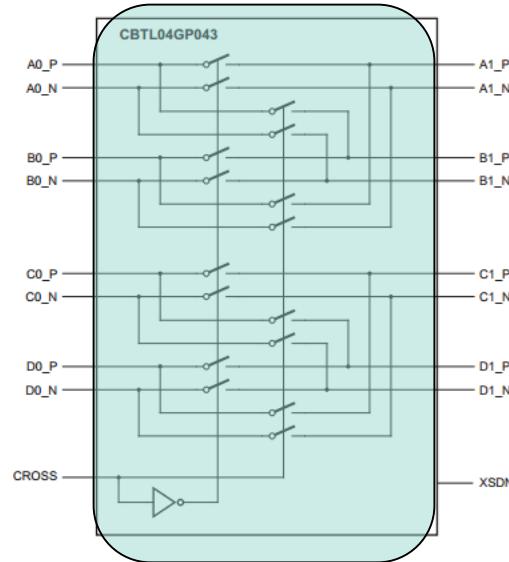 CBTL04GP043
A0_P
A1_P
A0_N
A1_N
B0_P
B1_P
B0_N
B1_N
C0_P
C1_P
C0_N
C1_N
D0_P
D1_P
D0_N
D1_N
CROSS
XSDN